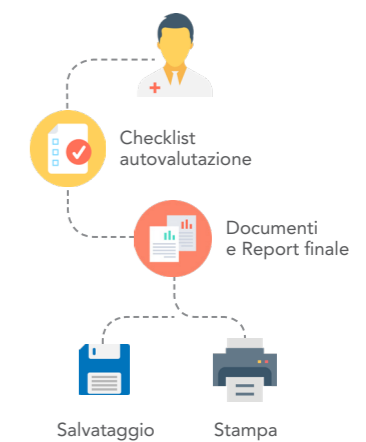 Checklist
autovalutazione
Documenti
e Report finale
Salvataggio
Stampa